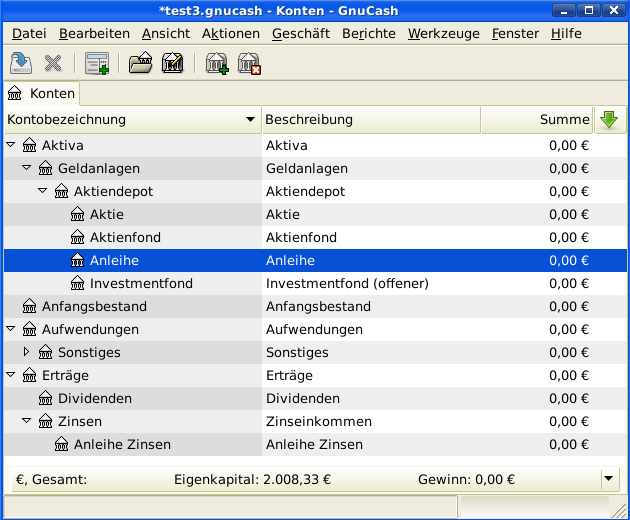 *test3.gnucash - Konten - GnuCash
Datei Bearbeiten Ansicht Aktionen Geschäft Berichte Werkzeuge Fenster Hilfe
Konten
Kontobezeichnung Beschreibung Summe
Aktiva Aktiva 0,00 €
Geldanlagen Geldanlagen 0,00 €
Aktiendepot Aktiendepot 0,00 €
Aktie Aktie 0,00 €
Aktienfond Aktienfond 0,00 €
Anleihe Anleihe 0,00 €
Investmentfond Investmentfond (offener) 0,00 €
Anfangsbestand Anfangsbestand 0,00 €
Aufwendungen Aufwendungen 0,00 €
Sonstiges Sonstiges 0,00 €
Erträge Erträge 0,00 €
Dividenden Dividenden 0,00 €
Zinsen Zinseinkommen 0,00 €
Anleihe Zinsen Anleihe Zinsen 0,00 €
€, Gesamt: Eigenkapital: 2.008,33 € Gewinn: 0,00 €